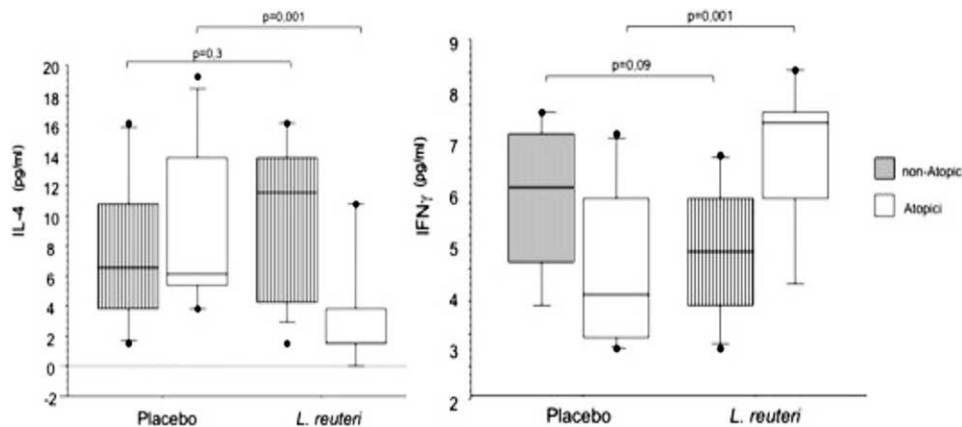 p=0,001
p=0,3
20
18
16
14
12
10
8
6
4
2
0
-2
IL-4 (pg/ml)
Placebo
L. reuteri
p=0,001
p=0,09
9
8
7
6
5
4
3
2
IFNγ (pg/ml)
Placebo
L. reuteri
non-Atopic
Atopici